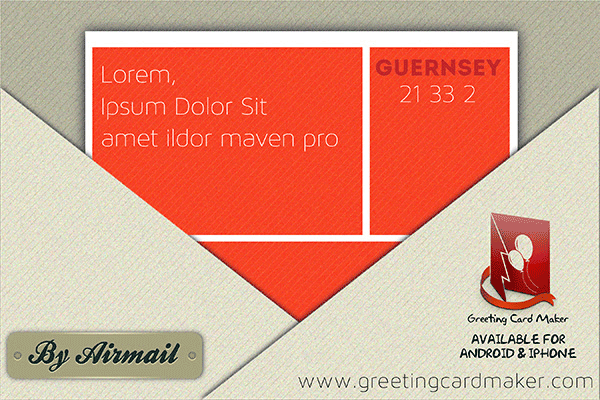 Lorem,
Ipsum Dolor Sit
amet ildor maven pro
GUERNSEY
21 33 2
Greeting Card Maker
AVAILABLE FOR
ANDROID & IPHONE
By Airmail
www.greetingcardmaker.com